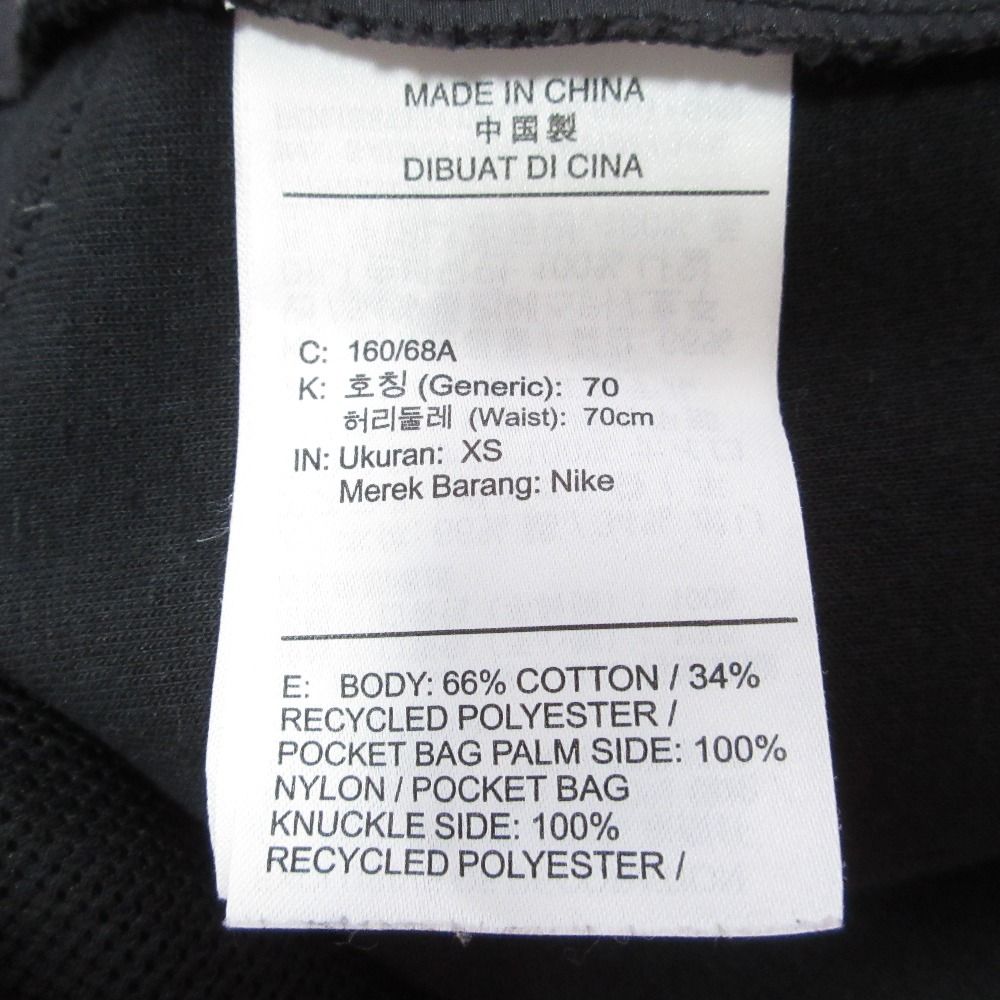 MADE IN CHINA
中国製
DIBUAT DI CINA
C: 160/68A
K: 호칭 (Generic): 70
허리둘레 (Waist): 70cm
IN: Ukuran: XS
Merek Barang: Nike
E: BODY: 66% COTTON / 34%
RECYCLED POLYESTER /
POCKET BAG PALM SIDE: 100%
NYLON / POCKET BAG
KNUCKLE SIDE: 100%
RECYCLED POLYESTER /